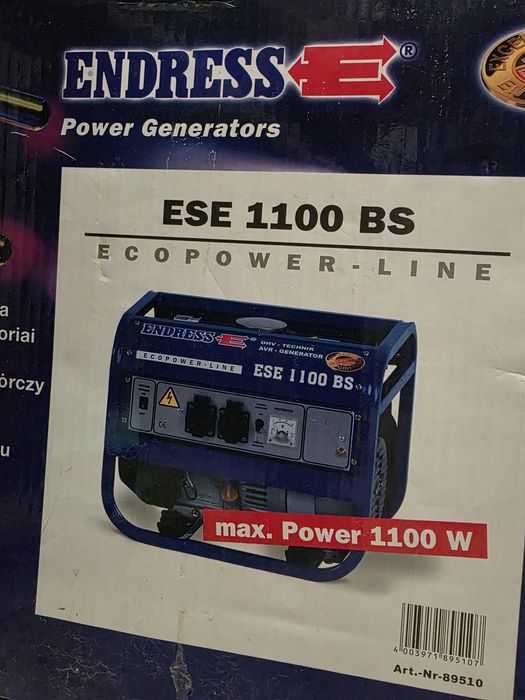 ENDRESS E®
Power Generators
ESE 1100 BS
ECOPOWER-LINE
ENDRESS E
OHV - TECHNIK
AVR - GENERATOR
ECOPOWER-LINE
ESE 1100 BS
CE
max. Power 1100 W
a
oriai
órczy
u
4 003971 895107
Art.-Nr-89510